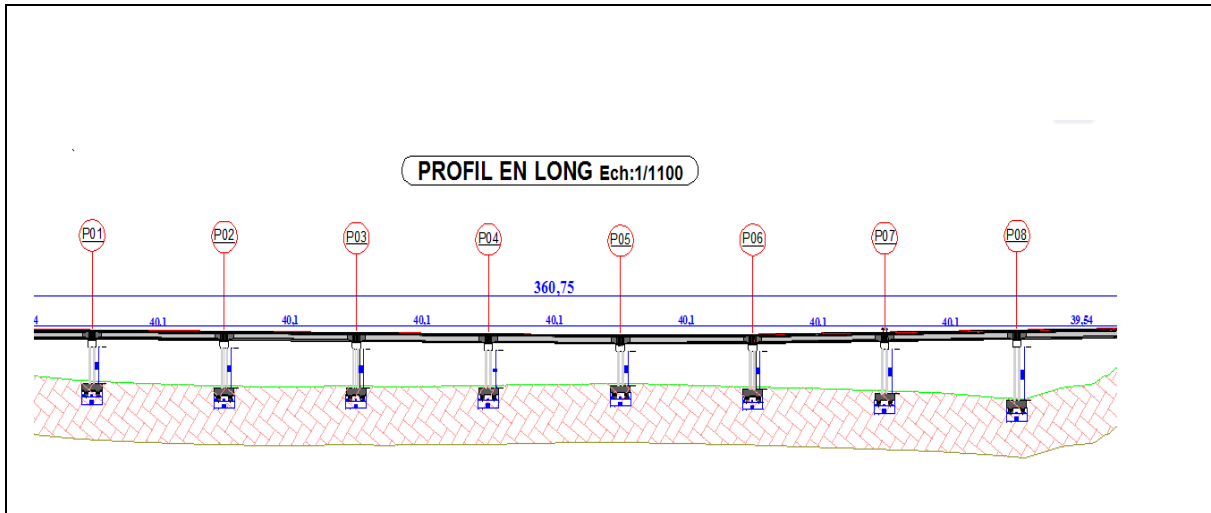 PROFIL EN LONG Ech:1/1100
P01 P02 P03 P04 P05 P06 P07 P08
360,75
4 40,1 40,1 40,1 40,1 40,1 40,1 40,1 39,54